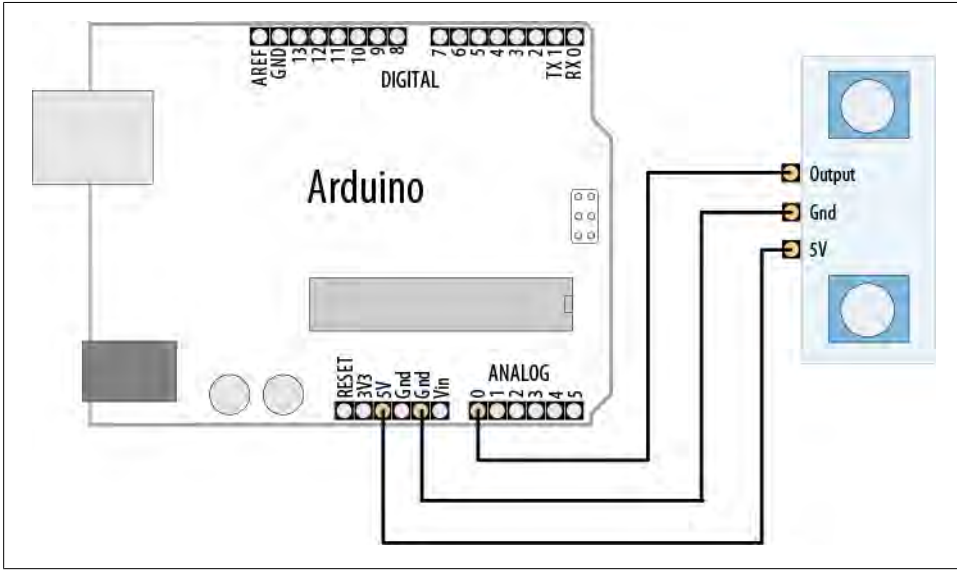 AREF
GND
13
12
11
10
9
8
7
6
5
4
3
2
TX 1
RX 0
DIGITAL
Arduino
Output
Gnd
5V
RESET
3V3
5V
Gnd
Gnd
Vin
ANALOG
0
1
2
3
4
5